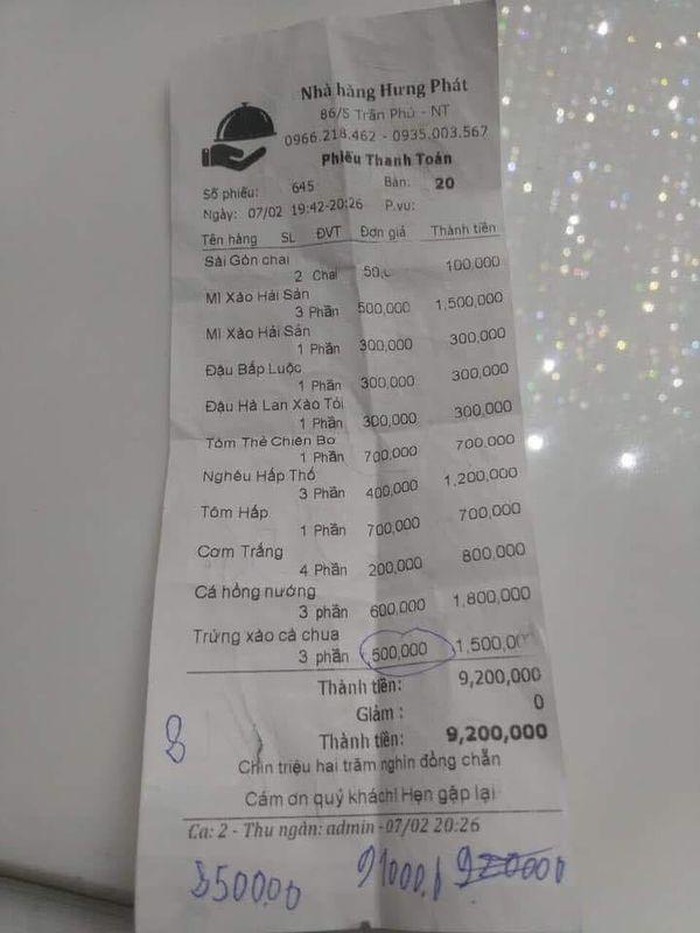 Nhà hàng Hưng Phát
86/5 Trần Phú - NT
0966.218.462 - 0935.003.567
Phiếu Thanh Toán
Số phiếu: 645 Bàn: 20
Ngày: 07/02 19:42-20:26 P.vụ:
Tên hàng SL ĐVT Đơn giá Thành tiền
Sài Gòn chai
2 Chai 50,0 100,000
Mì Xào Hải Sản
3 Phần 500,000 1,500,000
Mì Xào Hải Sản
1 Phần 300,000 300,000
Đậu Bắp Luộc
1 Phần 300,000 300,000
Đậu Hà Lan Xào Tỏi
1 Phần 300,000 300,000
Tôm Thẻ Chiên Bơ
1 Phần 700,000 700,000
Nghêu Hấp Thố
3 Phần 400,000 1,200,000
Tôm Hấp
1 Phần 700,000 700,000
Cơm Trắng
4 Phần 200,000 800,000
Cá hồng nướng
3 phần 600,000 1,800,000
Trứng xào cà chua
3 phần 500,000 1,500,00
Thành tiền: 9,200,000
Giảm : 0
Thành tiền: 9,200,000
Chín triệu hai trăm nghìn đồng chẵn
Cám ơn quý khách! Hẹn gặp lại
Ca: 2 - Thu ngân: admin -07/02 20:26